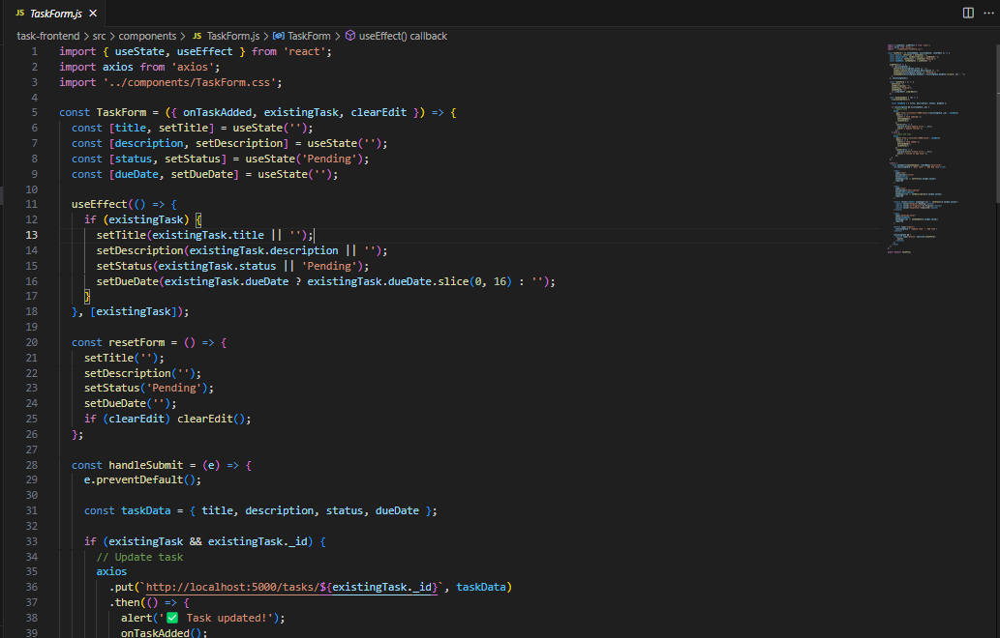 JS TaskForm.js ×
task-frontend > src > components > JS TaskForm.js > TaskForm > useEffect() callback
1 import { useState, useEffect } from 'react';
2 import axios from 'axios';
3 import '../components/TaskForm.css';
4
5 const TaskForm = ({ onTaskAdded, existingTask, clearEdit }) => {
6   const [title, setTitle] = useState('');
7   const [description, setDescription] = useState('');
8   const [status, setStatus] = useState('Pending');
9   const [dueDate, setDueDate] = useState('');
10
11   useEffect(() => {
12     if (existingTask) {
13       setTitle(existingTask.title || '');
14       setDescription(existingTask.description || '');
15       setStatus(existingTask.status || 'Pending');
16       setDueDate(existingTask.dueDate ? existingTask.dueDate.slice(0, 16) : '');
17     }
18   }, [existingTask]);
19
20   const resetForm = () => {
21     setTitle('');
22     setDescription('');
23     setStatus('Pending');
24     setDueDate('');
25     if (clearEdit) clearEdit();
26   };
27
28   const handleSubmit = (e) => {
29     e.preventDefault();
30
31     const taskData = { title, description, status, dueDate };
32
33     if (existingTask && existingTask._id) {
34       // Update task
35       axios
36         .put(`http://localhost:5000/tasks/${existingTask._id}`, taskData)
37         .then(() => {
38           alert('✅ Task updated!');
39           onTaskAdded();